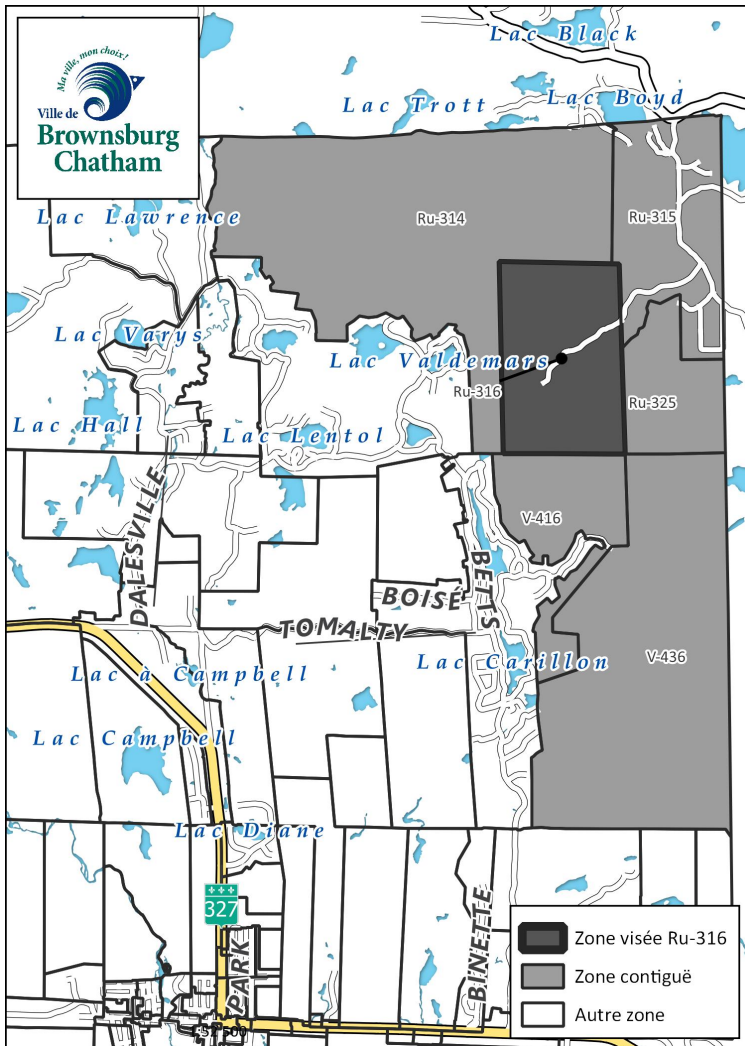 Ma ville, mon choix!
Ville de
Brownsburg
Chatham
Lac Black
Lac Trott
Lac Boyd
Lac Lawrence
Ru-314
Ru-315
Lac Varys
Lac Valdemars
Ru-316
Ru-325
Lac Hall
Lac Lentol
DALESVILLE
V-416
BETTS
BOISÉ
TOMALTY
Lac Carillon
V-436
Lac à Campbell
Lac Campbell
Lac Diane
327
PARK
BINETTE
Zone visée Ru-316
Zone contiguë
Autre zone